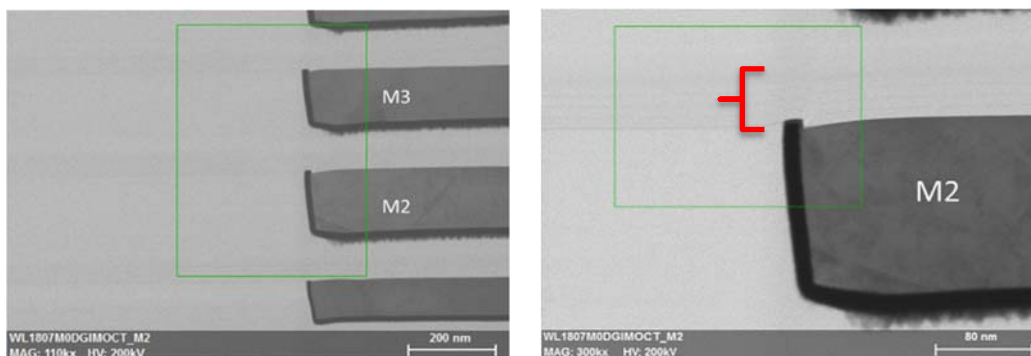 M3
M2
WL1807M0DGIMOCT_M2
200 nm
MAG: 110kx HV: 200kV
M2
WL1807M0DGIMOCT_M2
80 nm
MAG: 300kx HV: 200kV